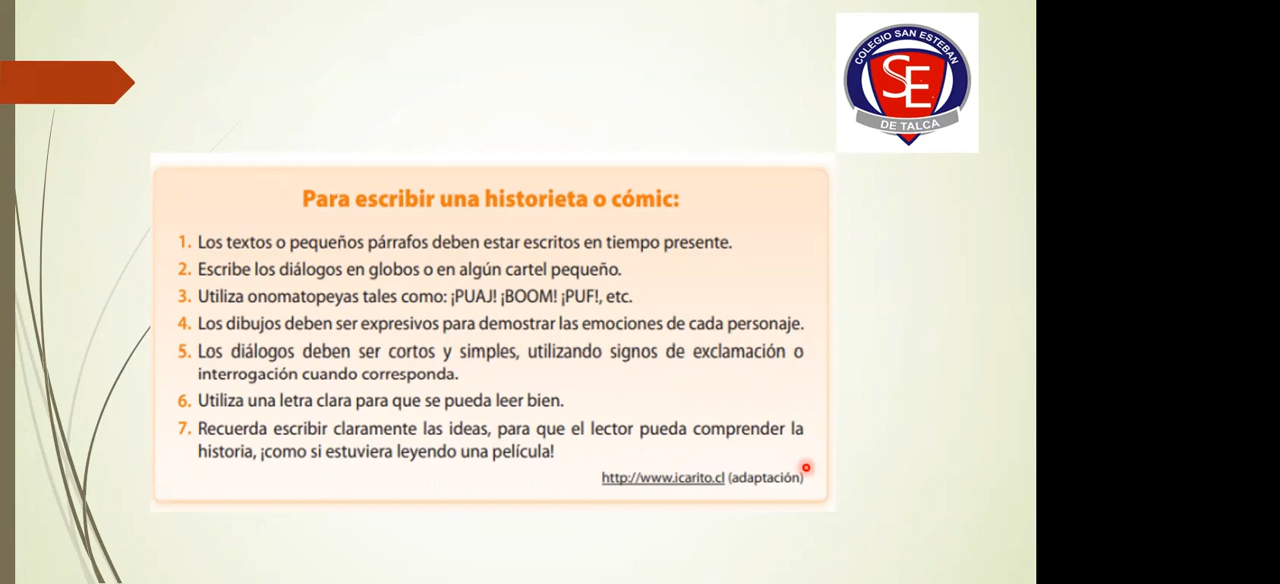 COLEGIO SAN ESTEBAN
SE
DE TALCA
Para escribir una historieta o cómic:
1. Los textos o pequeños párrafos deben estar escritos en tiempo presente.
2. Escribe los diálogos en globos o en algún cartel pequeño.
3. Utiliza onomatopeyas tales como: ¡PUAJ! ¡BOOM! ¡PUF!, etc.
4. Los dibujos deben ser expresivos para demostrar las emociones de cada personaje.
5. Los diálogos deben ser cortos y simples, utilizando signos de exclamación o
interrogación cuando corresponda.
6. Utiliza una letra clara para que se pueda leer bien.
7. Recuerda escribir claramente las ideas, para que el lector pueda comprender la
historia, ¡como si estuviera leyendo una película!
http://www.icarito.cl (adaptación)